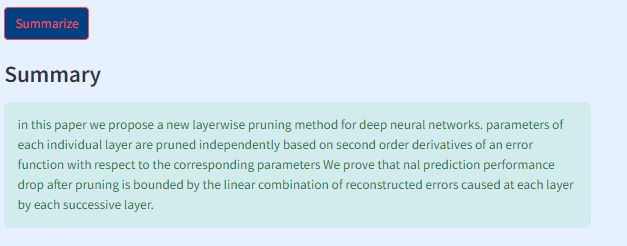 Summarize
Summary
in this paper we propose a new layerwise pruning method for deep neural networks. parameters of
each individual layer are pruned independently based on second order derivatives of an error
function with respect to the corresponding parameters We prove that nal prediction performance
drop after pruning is bounded by the linear combination of reconstructed errors caused at each layer
by each successive layer.